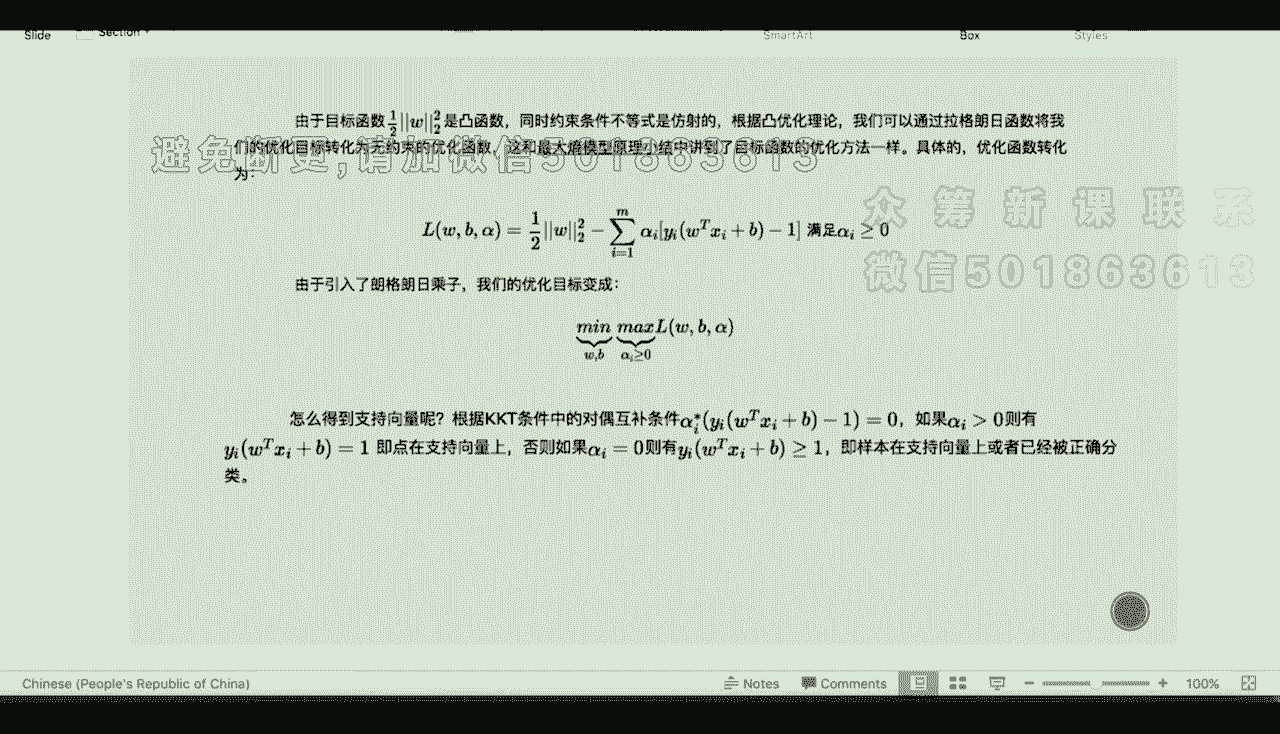 Slide
Section
SmartArt
Box
Styles
由于目标函数 $\frac{1}{2}||w||_2^2$ 是凸函数，同时约束条件不等式是仿射的，根据凸优化理论，我们可以通过拉格朗日函数将我
们的优化目标转化为无约束的优化函数，这和最大熵模型原理小结中讲到了目标函数的优化方法一样。具体的，优化函数转化
为：
避免断更,请加微信501863613
众筹新课联系
微信501863613
$L(w,b,\alpha) = \frac{1}{2}||w||_2^2 - \sum_{i=1}^{m} \alpha_i[y_i(w^Tx_i + b) - 1]$ 满足$\alpha_i \geq 0$
由于引入了朗格朗日乘子，我们的优化目标变成：
$\underbrace{min}_{w,b}\ \underbrace{max}_{\alpha_i \geq 0} L(w,b,\alpha)$
怎么得到支持向量呢？根据KKT条件中的对偶互补条件$\alpha_i^*(y_i(w^Tx_i + b) - 1) = 0$，如果$\alpha_i > 0$则有
$y_i(w^Tx_i + b) = 1$ 即点在支持向量上，否则如果$\alpha_i = 0$则有$y_i(w^Tx_i + b) \geq 1$，即样本在支持向量上或者已经被正确分
类。
Chinese (People's Republic of China)
Notes
Comments
100%